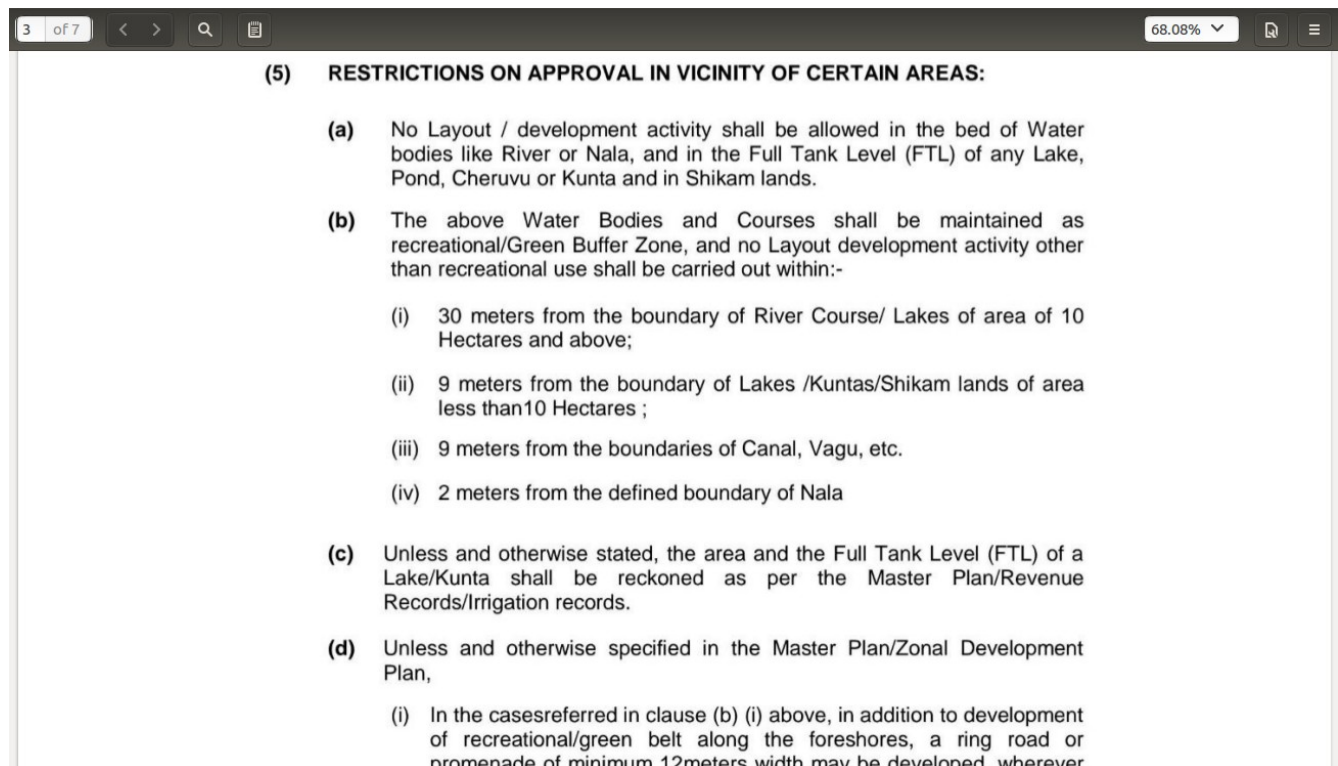 3 of 7
68.08%
(5) RESTRICTIONS ON APPROVAL IN VICINITY OF CERTAIN AREAS:
(a) No Layout / development activity shall be allowed in the bed of Water
bodies like River or Nala, and in the Full Tank Level (FTL) of any Lake,
Pond, Cheruvu or Kunta and in Shikam lands.
(b) The above Water Bodies and Courses shall be maintained as
recreational/Green Buffer Zone, and no Layout development activity other
than recreational use shall be carried out within:-
(i) 30 meters from the boundary of River Course/ Lakes of area of 10
Hectares and above;
(ii) 9 meters from the boundary of Lakes /Kuntas/Shikam lands of area
less than10 Hectares ;
(iii) 9 meters from the boundaries of Canal, Vagu, etc.
(iv) 2 meters from the defined boundary of Nala
(c) Unless and otherwise stated, the area and the Full Tank Level (FTL) of a
Lake/Kunta shall be reckoned as per the Master Plan/Revenue
Records/Irrigation records.
(d) Unless and otherwise specified in the Master Plan/Zonal Development
Plan,
(i) In the casesreferred in clause (b) (i) above, in addition to development
of recreational/green belt along the foreshores, a ring road or
promenade of minimum 12meters width may be developed, wherever